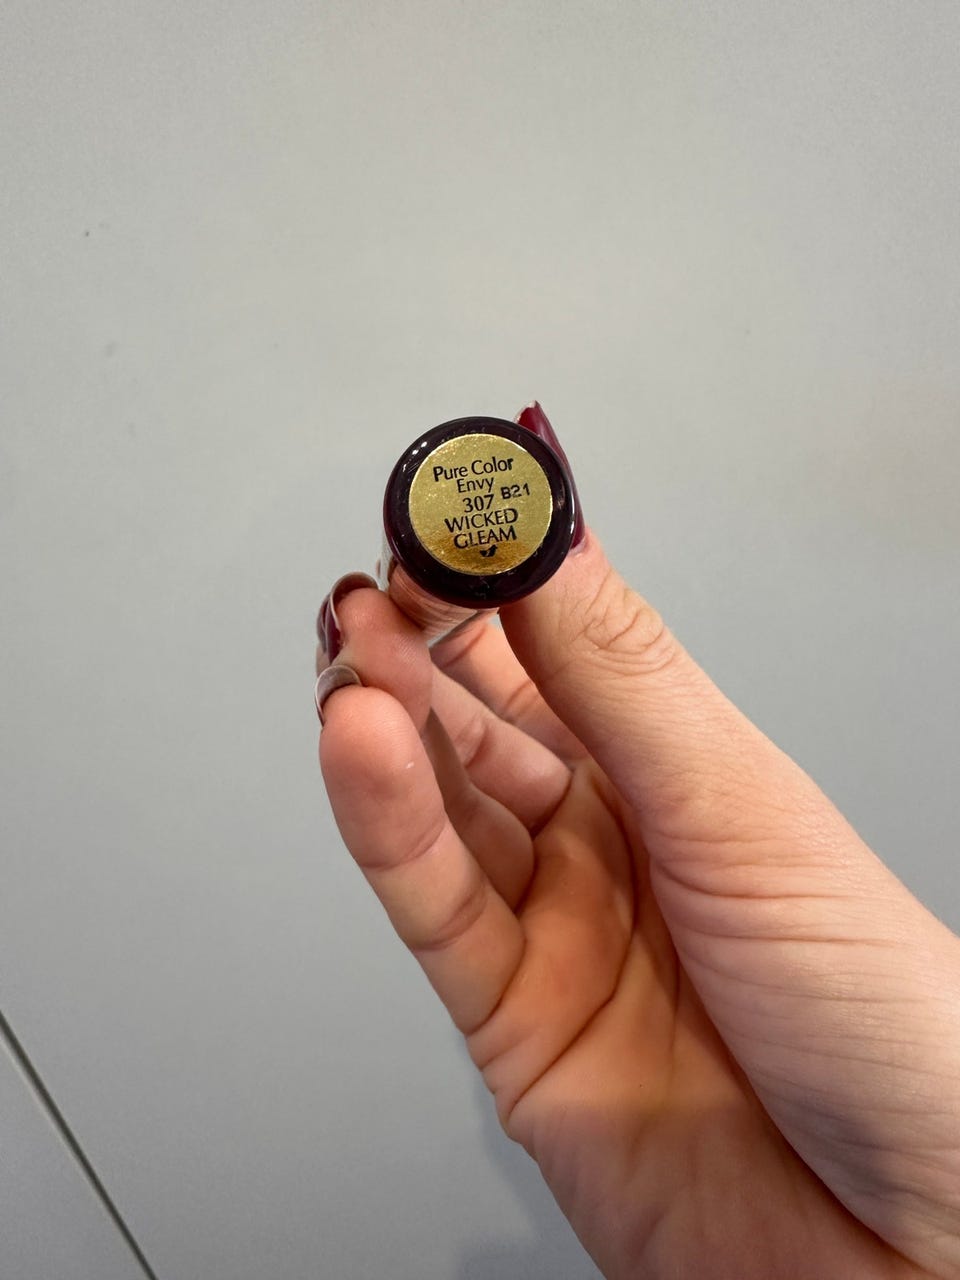 Pure Color
Envy
307 B21
WICKED
GLEAM